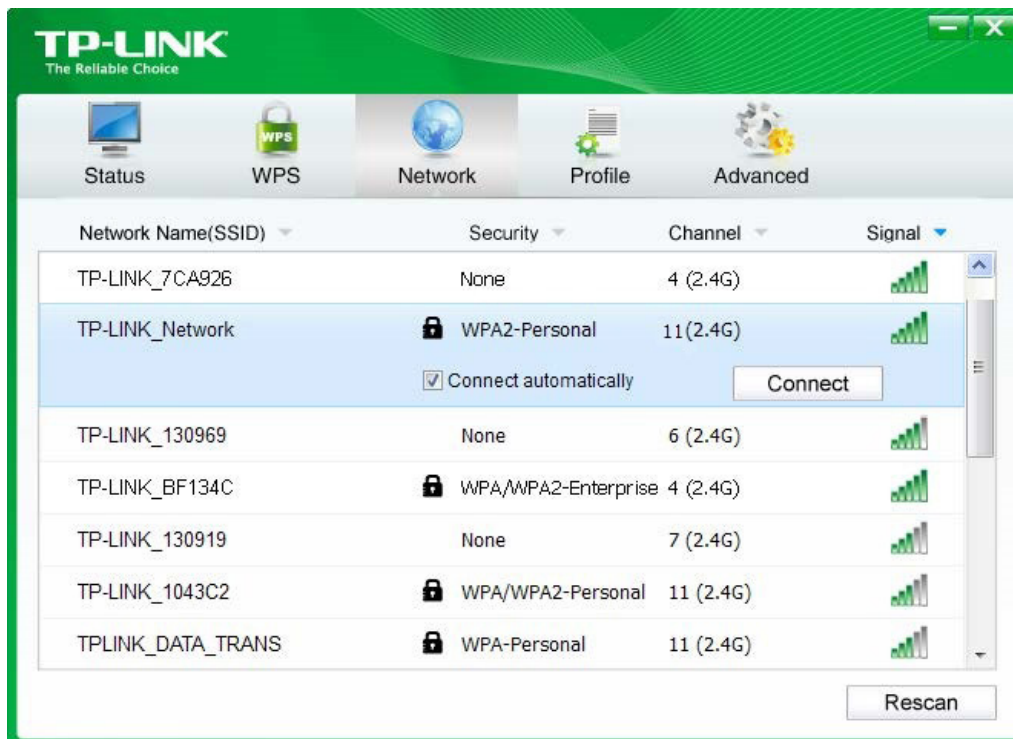 TP-LINK
The Reliable Choice
WPS
Status WPS Network Profile Advanced
Network Name(SSID) Security Channel Signal
TP-LINK_7CA926 None 4 (2.4G)
TP-LINK_Network WPA2-Personal 11(2.4G)
Connect automatically Connect
TP-LINK_130969 None 6 (2.4G)
TP-LINK_BF134C WPA/WPA2-Enterprise 4 (2.4G)
TP-LINK_130919 None 7 (2.4G)
TP-LINK_1043C2 WPA/WPA2-Personal 11 (2.4G)
TPLINK_DATA_TRANS WPA-Personal 11 (2.4G)
Rescan